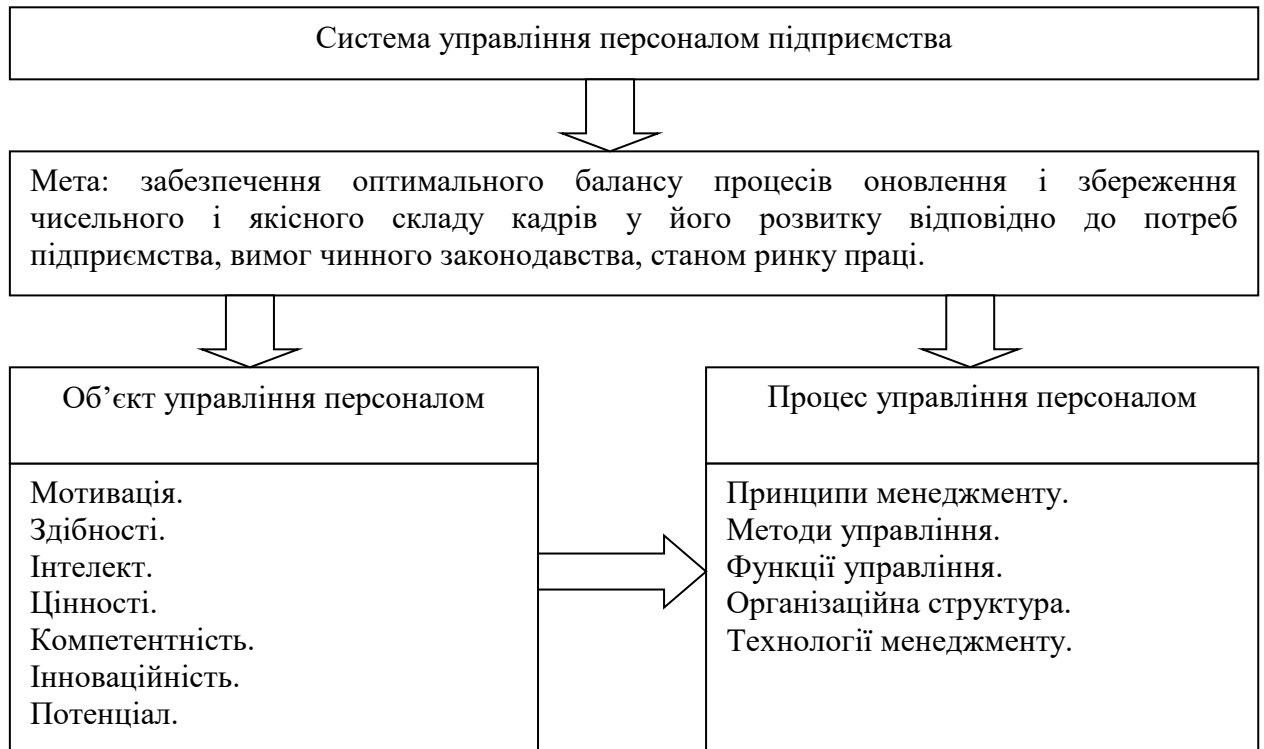 Система управління персоналом підприємства
Мета: забезпечення оптимального балансу процесів оновлення і збереження
чисельного і якісного складу кадрів у його розвитку відповідно до потреб
підприємства, вимог чинного законодавства, станом ринку праці.
Об’єкт управління персоналом
Мотивація.
Здібності.
Інтелект.
Цінності.
Компетентність.
Інноваційність.
Потенціал.
Процес управління персоналом
Принципи менеджменту.
Методи управління.
Функції управління.
Організаційна структура.
Технології менеджменту.